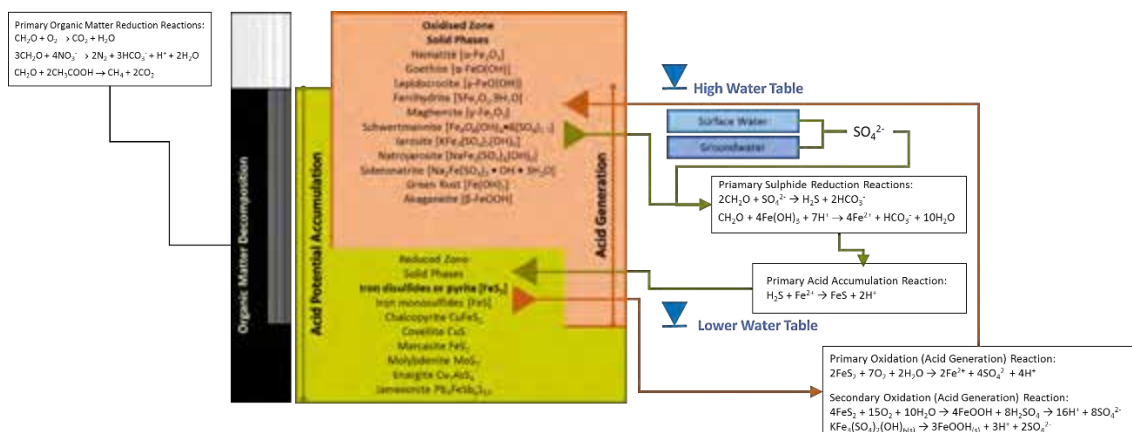 Primary Organic Matter Reduction Reactions:
CH₂O + O₂ → CO₂ + H₂O
3CH₂O + 4NO₃⁻ → 2N₂ + 3HCO₃⁻ + H⁺ + 2H₂O
CH₂O + 2CH₃COOH → CH₄ + 2CO₂
Organic Matter Decomposition
Acid Potential Accumulation
Oxidised Zone
Solid Phases
Hematite [α-Fe₂O₃]
Goethite [α-FeO(OH)]
Lepidocrocite [γ-FeO(OH)]
Ferrihydrite [5Fe₂O₃.9H₂O]
Maghemite [γ-Fe₂O₃]
Schwertmannite
Jarosite
Natrojarosite
Sideronatrite
Green Rust
Akaganeite [β-FeOOH]
Acid Generation
Reduced Zone
Solid Phases
Iron disulfides or pyrite [FeS₂]
Iron monosulfides [FeS]
Chalcopyrite CuFeS₂
Covellite CuS
Marcasite FeS₂
Molybdenite MoS₂
Enargite
Jamesonite
High Water Table
Surface Water
Groundwater
SO₄²⁻
Priamary Sulphide Reduction Reactions:
2CH₂O + SO₄²⁻ → H₂S + 2HCO₃⁻
CH₂O + 4Fe(OH)₃ + 7H⁺ → 4Fe²⁺ + HCO₃⁻ + 10H₂O
Primary Acid Accumulation Reaction:
H₂S + Fe²⁺ → FeS + 2H⁺
Lower Water Table
Primary Oxidation (Acid Generation) Reaction:
2FeS₂ + 7O₂ + 2H₂O → 2Fe²⁺ + 4SO₄²⁻ + 4H⁺
Secondary Oxidation (Acid Generation) Reaction:
4FeS₂ + 15O₂ + 10H₂O → 4FeOOH + 8H₂SO₄ → 16H⁺ + 8SO₄²⁻
→ 3FeOOH₍ₛ₎ + 3H⁺ + 2SO₄²⁻